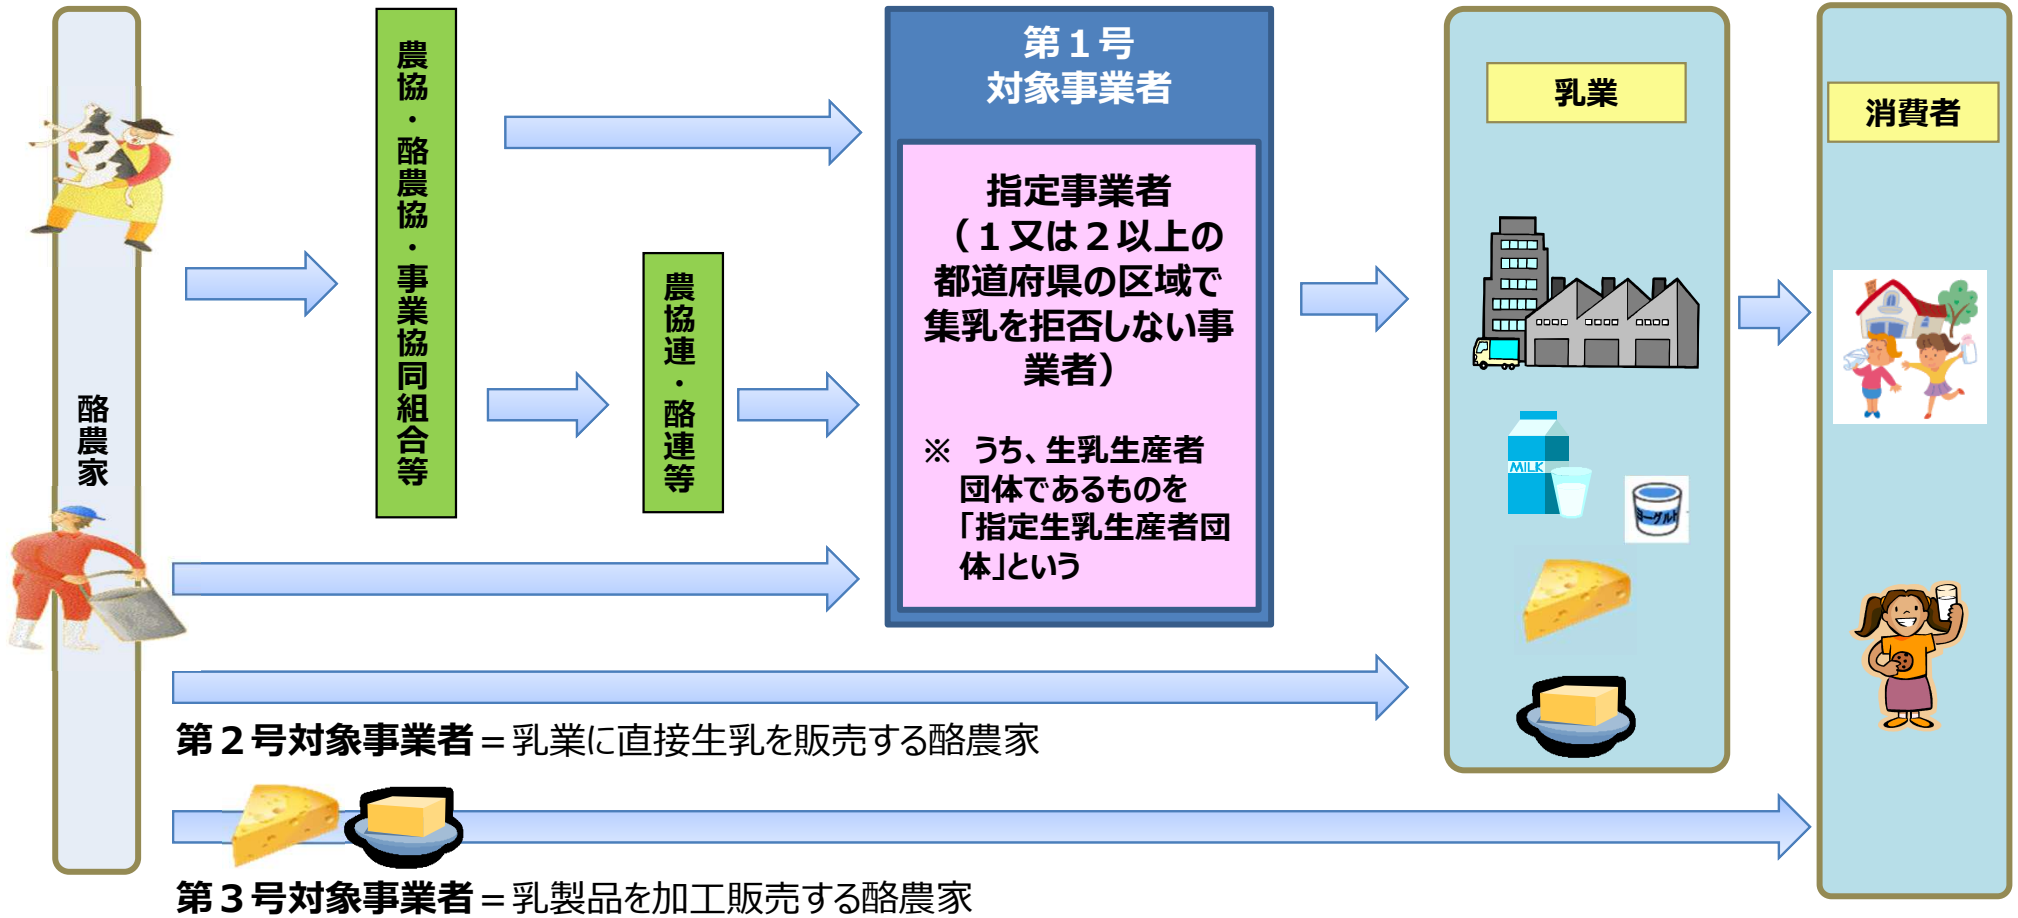 酪農家
農協・酪農協・事業協同組合等
農協連・酪連等
第１号
対象事業者
指定事業者
（１又は２以上の
都道府県の区域で
集乳を拒否しない事
業者）
※　うち、生乳生産者
団体であるものを
「指定生乳生産者団
体」という
乳業
MILK
ヨーグルト
消費者
第２号対象事業者＝乳業に直接生乳を販売する酪農家
第３号対象事業者＝乳製品を加工販売する酪農家